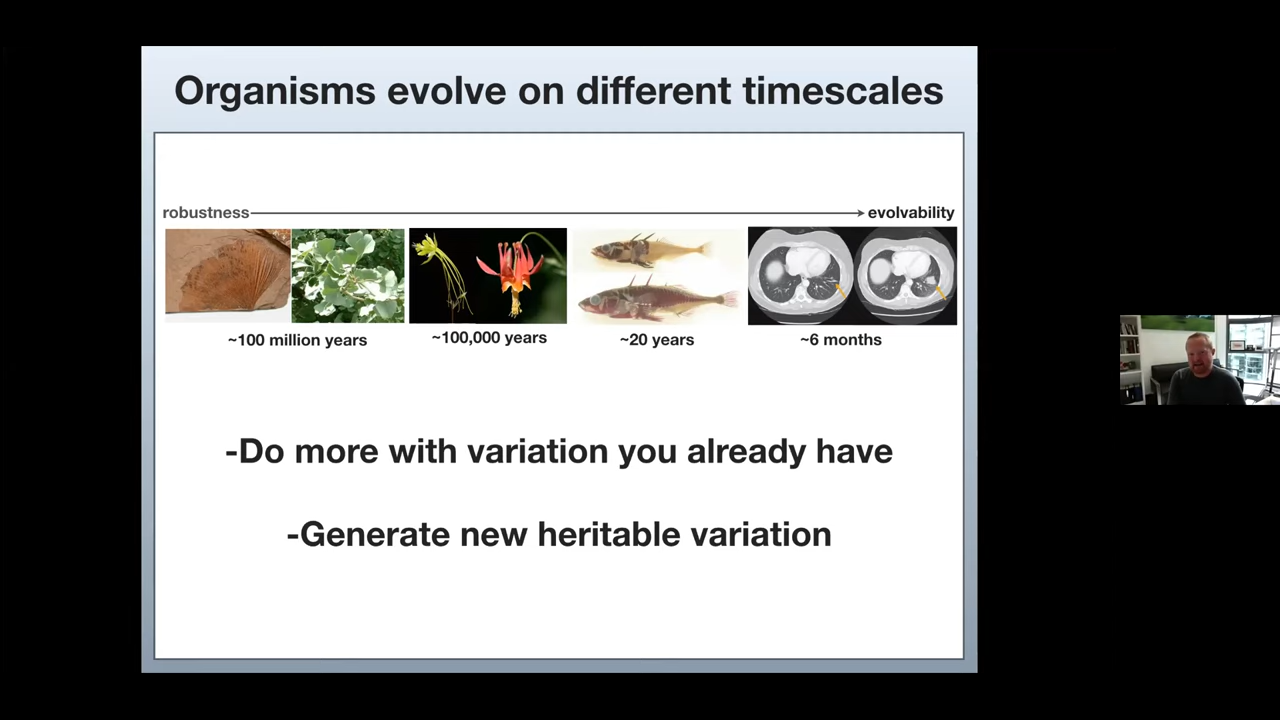 Organisms evolve on different timescales
robustness
evolvability
~100 million years
~100,000 years
~20 years
~6 months
-Do more with variation you already have
-Generate new heritable variation